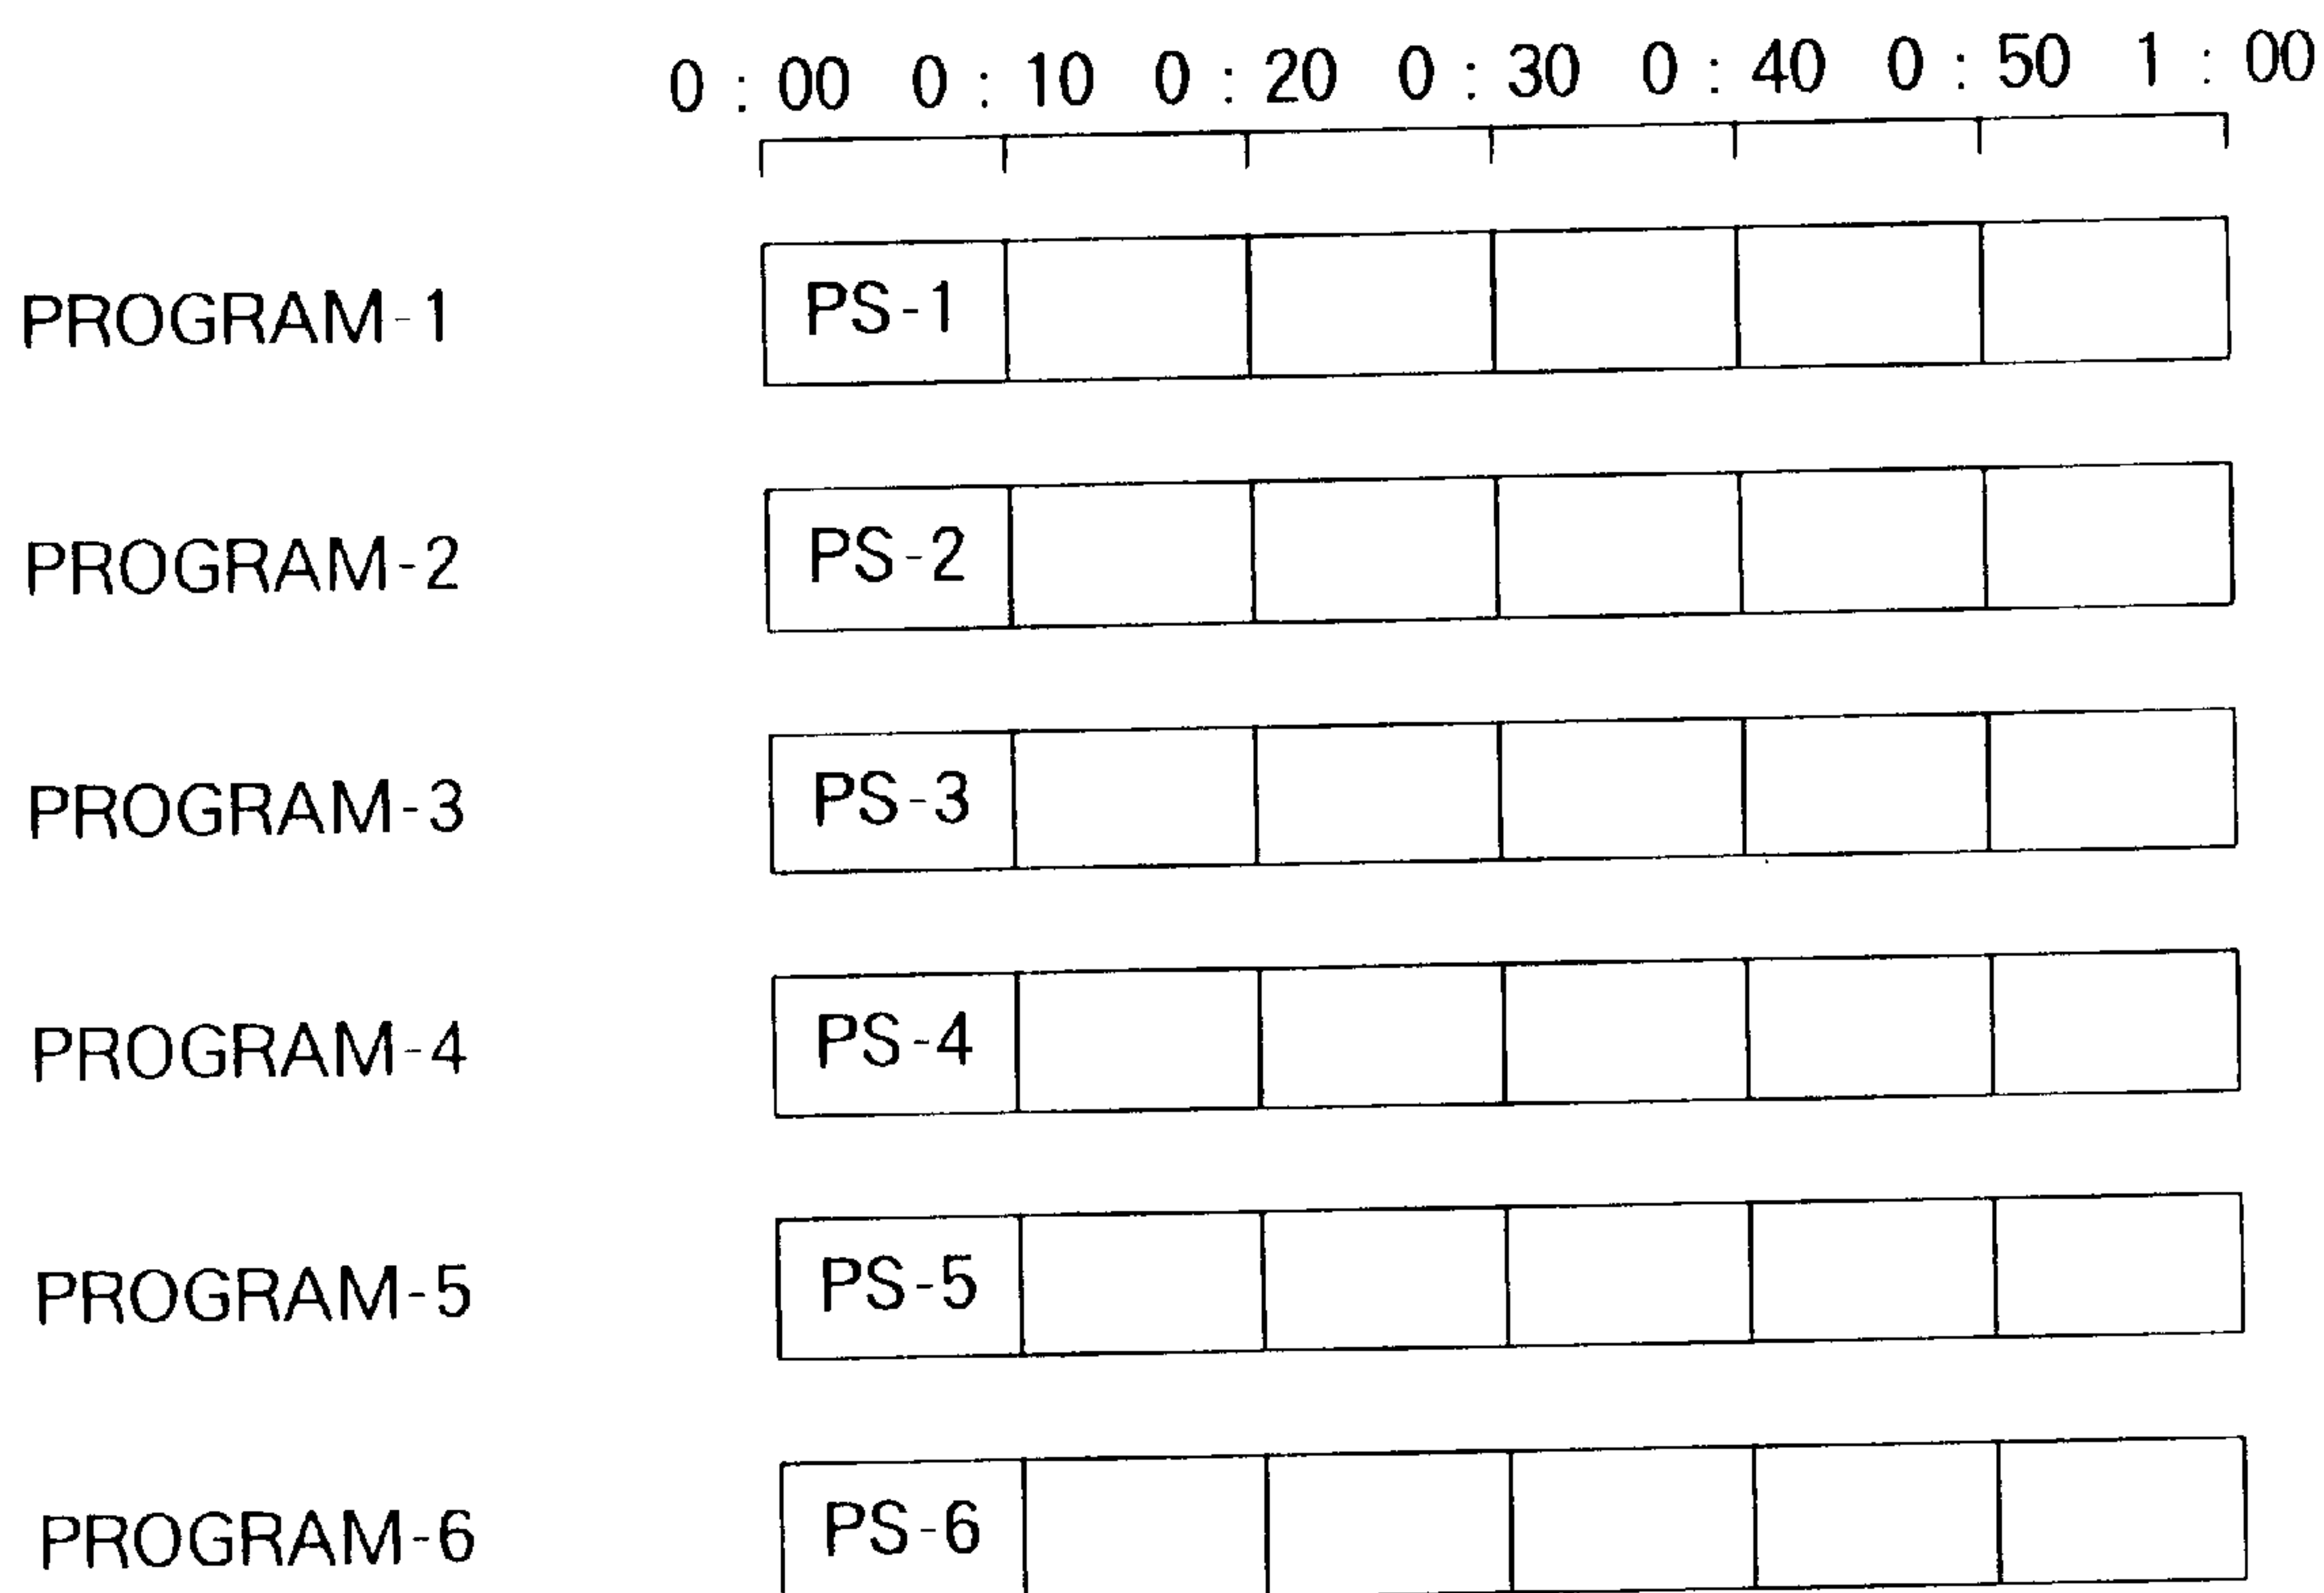 0 : 00 0 : 10 0 : 20 0 : 30 0 : 40 0 : 50 1 : 00
PROGRAM-1 PS-1
PROGRAM-2 PS-2
PROGRAM-3 PS-3
PROGRAM-4 PS-4
PROGRAM-5 PS-5
PROGRAM-6 PS-6